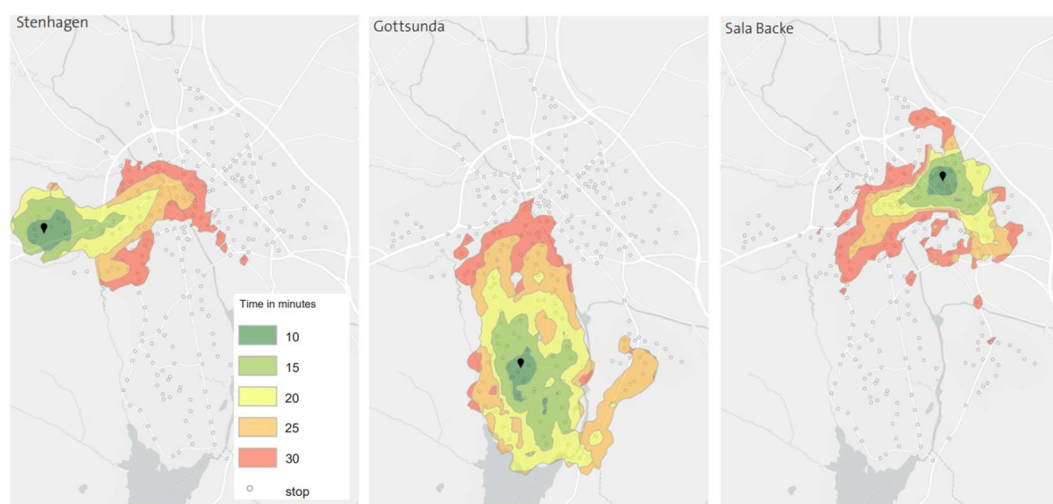 Stenhagen
Gottsunda
Sala Backe
Time in minutes
10
15
20
25
30
stop